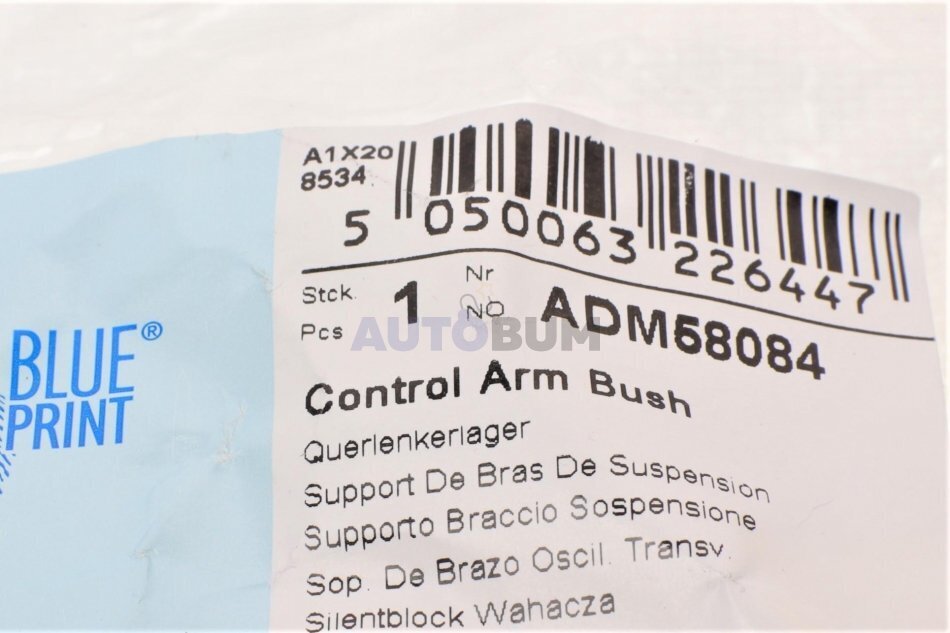 A1X20
8534
5 050063 226447
Stck. 1 Nr
Pcs NO ADM58084
AUTOBUM
BLUE®
PRINT
Control Arm Bush
Querlenkerlager
Support De Bras De Suspension
Supporto Braccio Sospensione
Sop. De Brazo Oscil. Transv.
Silentblock Wahacza